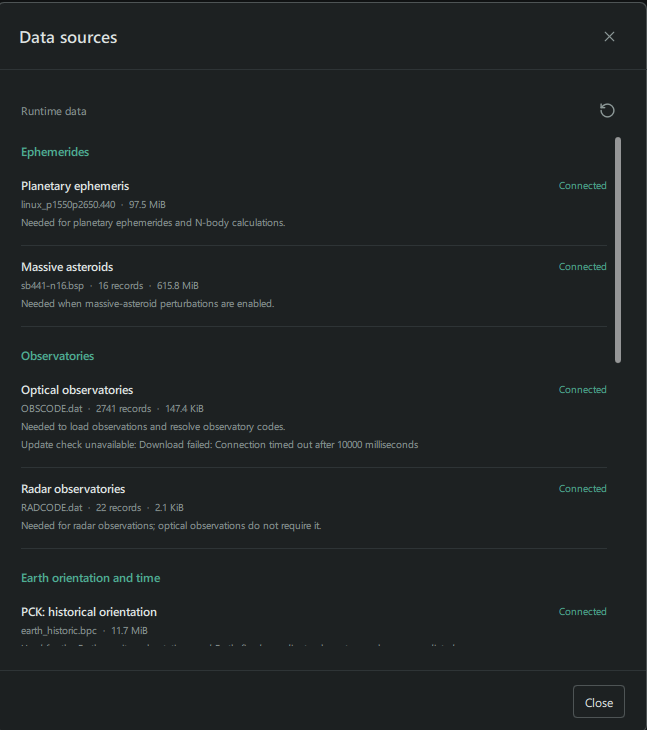 Data sources
Runtime data
Ephemerides
Planetary ephemeris
Connected
linux_p1550p2650.440 · 97.5 MiB
Needed for planetary ephemerides and N-body calculations.
Massive asteroids
Connected
sb441-n16.bsp · 16 records · 615.8 MiB
Needed when massive-asteroid perturbations are enabled.
Observatories
Optical observatories
Connected
OBSCODE.dat · 2741 records · 147.4 KiB
Needed to load observations and resolve observatory codes.
Update check unavailable: Download failed: Connection timed out after 10000 milliseconds
Radar observatories
Connected
RADCODE.dat · 22 records · 2.1 KiB
Needed for radar observations; optical observations do not require it.
Earth orientation and time
PCK: historical orientation
Connected
earth_historic.bpc · 11.7 MiB
Close